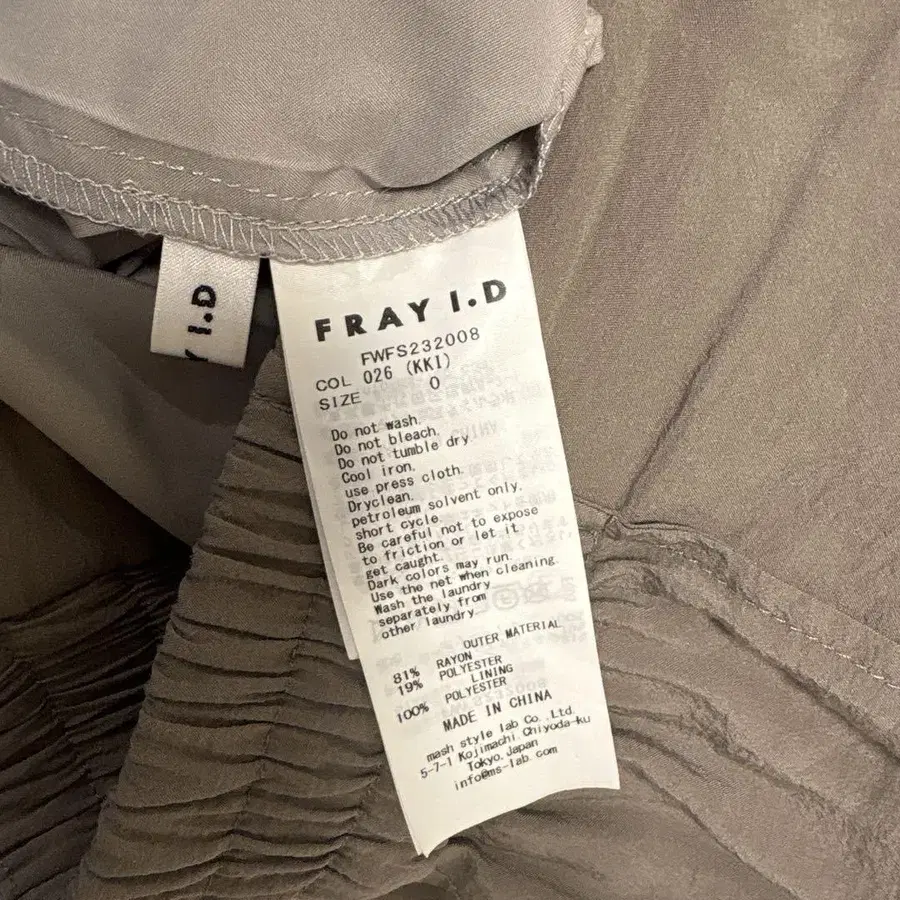 Y I.D
FRAY I.D
FWFS232008
COL 026 (KKI)
SIZE 0
Do not wash.
Do not bleach.
Do not tumble dry.
Cool iron.
use press cloth.
Dryclean.
petroleum solvent only.
short cycle.
Be careful not to expose
to friction or let it
get caught.
Dark colors may run.
Use the net when cleaning.
Wash the laundry
separately from
other laundry.
OUTER MATERIAL
81% RAYON
19% POLYESTER
LINING
100% POLYESTER
MADE IN CHINA
mash style lab Co.,Ltd.
5-7-1 Kojimachi Chiyoda-ku
Tokyo.Japan
info@ms-lab.com